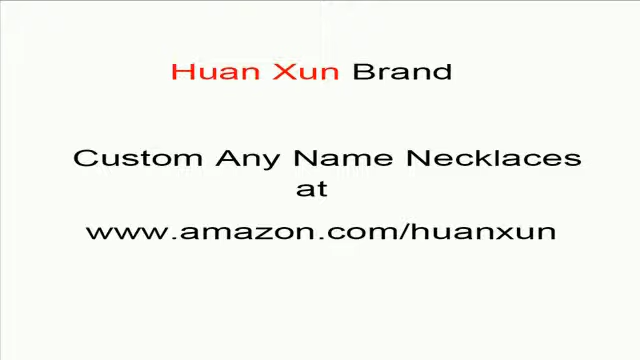 Huan Xun Brand
Custom Any Name Necklaces
at
www.amazon.com/huanxun